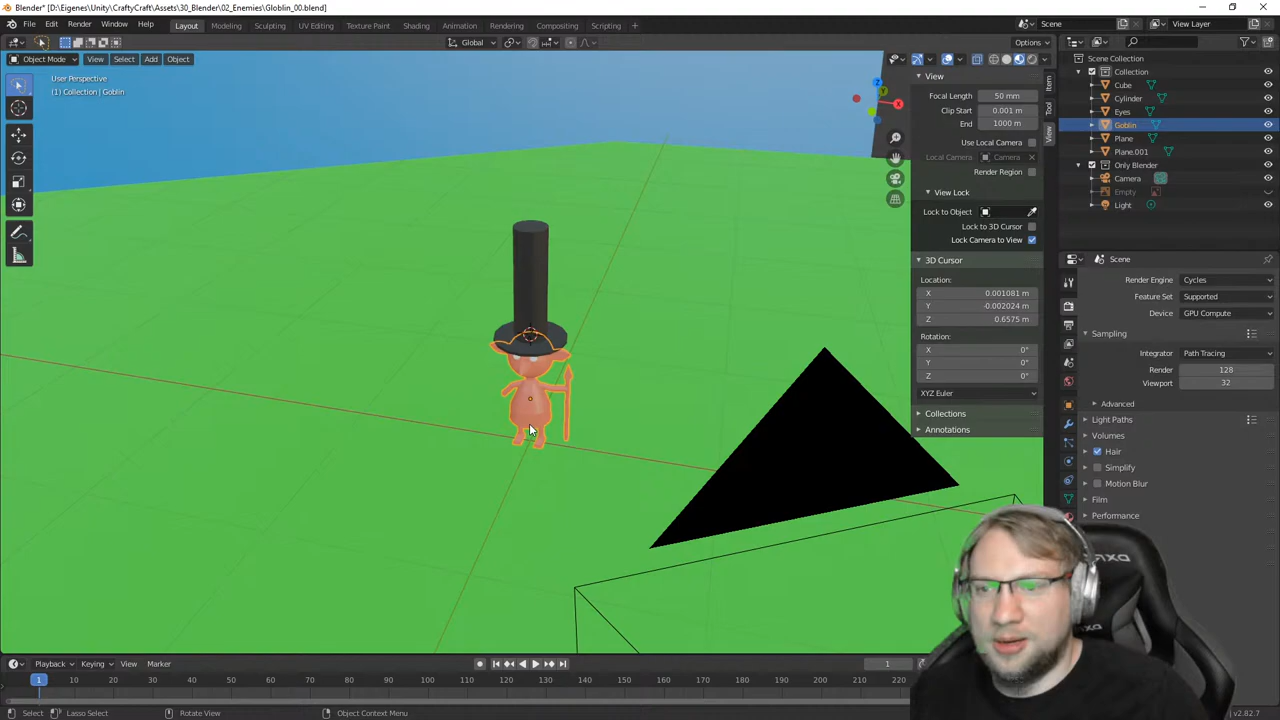 Blender* [D:\Eigenes\Unity\CraftyCraft\Assets\30_Blender\02_Enemies\Globlin_00.blend]
File Edit Render Window Help Layout Modeling Sculpting UV Editing Texture Paint Shading Animation Rendering Compositing Scripting + Scene View Layer
Global Options
Object Mode View Select Add Object
User Perspective
(1) Collection | Goblin
Z
Y
X
View
Focal Length 50 mm
Clip Start 0.001 m
End 1000 m
Use Local Camera
Local Camera Camera
Render Region
View Lock
Lock to Object
Lock to 3D Cursor
Lock Camera to View
3D Cursor
Location:
X 0.001081 m
Y -0.002024 m
Z 0.6575 m
Rotation:
X 0°
Y 0°
Z 0°
XYZ Euler
Collections
Annotations
Item
Tool
View
Scene Collection
Collection
Cube
Cylinder
Eyes
Goblin
Plane
Plane.001
Only Blender
Camera
Empty
Light
Scene
Render Engine Cycles
Feature Set Supported
Device GPU Compute
Sampling
Integrator Path Tracing
Render 128
Viewport 32
Advanced
Light Paths
Volumes
Hair
Simplify
Motion Blur
Film
Performance
Playback Keying View Marker 1
1 10 20 30 40 50 60 70 80 90 100 110 120 130 140 150 160 170 180 190 200 210 220
Select Lasso Select Rotate View Object Context Menu v2.82.7